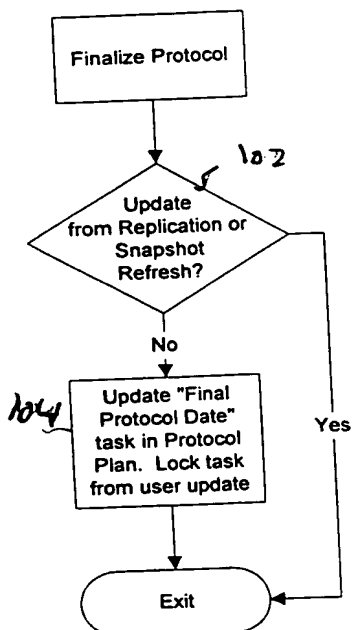 Finalize Protocol
102
Update
from Replication or
Snapshot
Refresh?
No
104
Update "Final
Protocol Date"
task in Protocol
Plan. Lock task
from user update
Yes
Exit